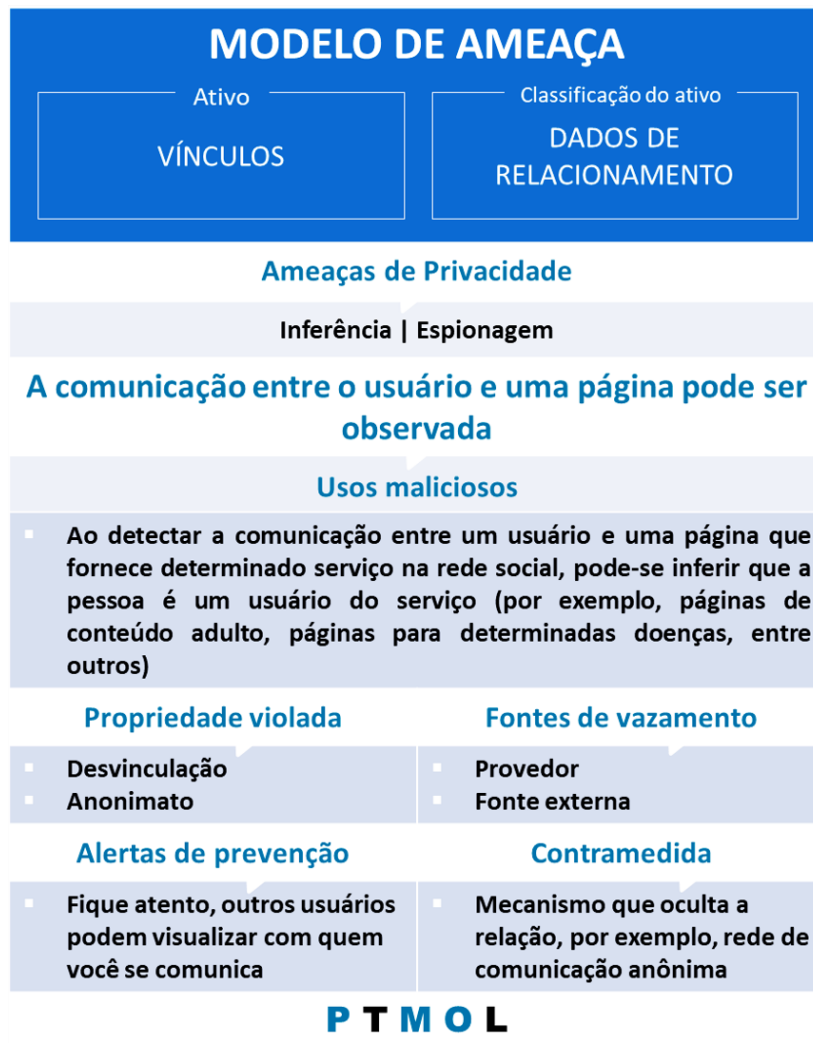 MODELO DE AMEAÇA
Ativo
VÍNCULOS
Classificação do ativo
DADOS DE
RELACIONAMENTO
Ameaças de Privacidade
Inferência | Espionagem
A comunicação entre o usuário e uma página pode ser
observada
Usos maliciosos
Ao detectar a comunicação entre um usuário e uma página que
fornece determinado serviço na rede social, pode-se inferir que a
pessoa é um usuário do serviço (por exemplo, páginas de
conteúdo adulto, páginas para determinadas doenças, entre
outros)
Propriedade violada
Desvinculação
Anonimato
Fontes de vazamento
Provedor
Fonte externa
Alertas de prevenção
Fique atento, outros usuários
podem visualizar com quem
você se comunica
Contramedida
Mecanismo que oculta a
relação, por exemplo, rede de
comunicação anônima
PTMOL